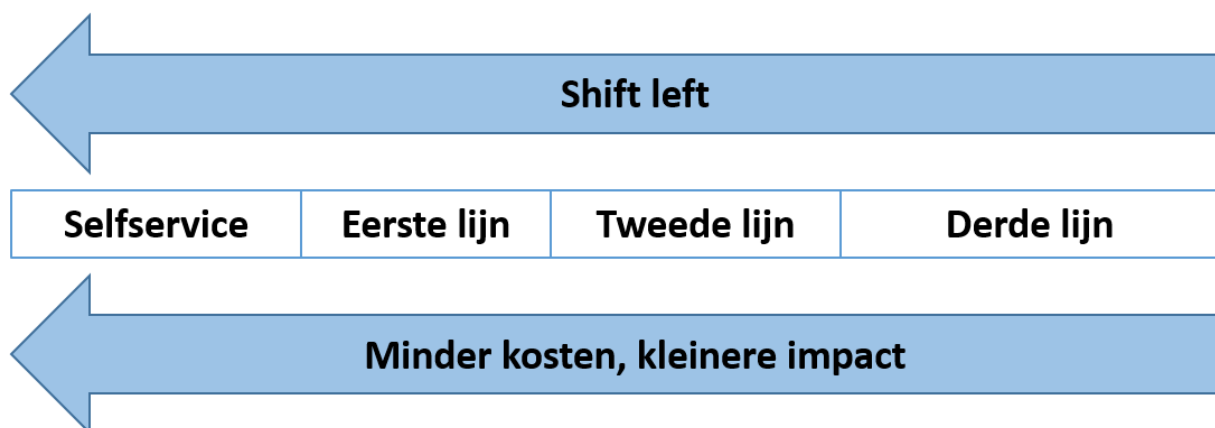 Shift left
Selfservice Eerste lijn Tweede lijn Derde lijn
Minder kosten, kleinere impact